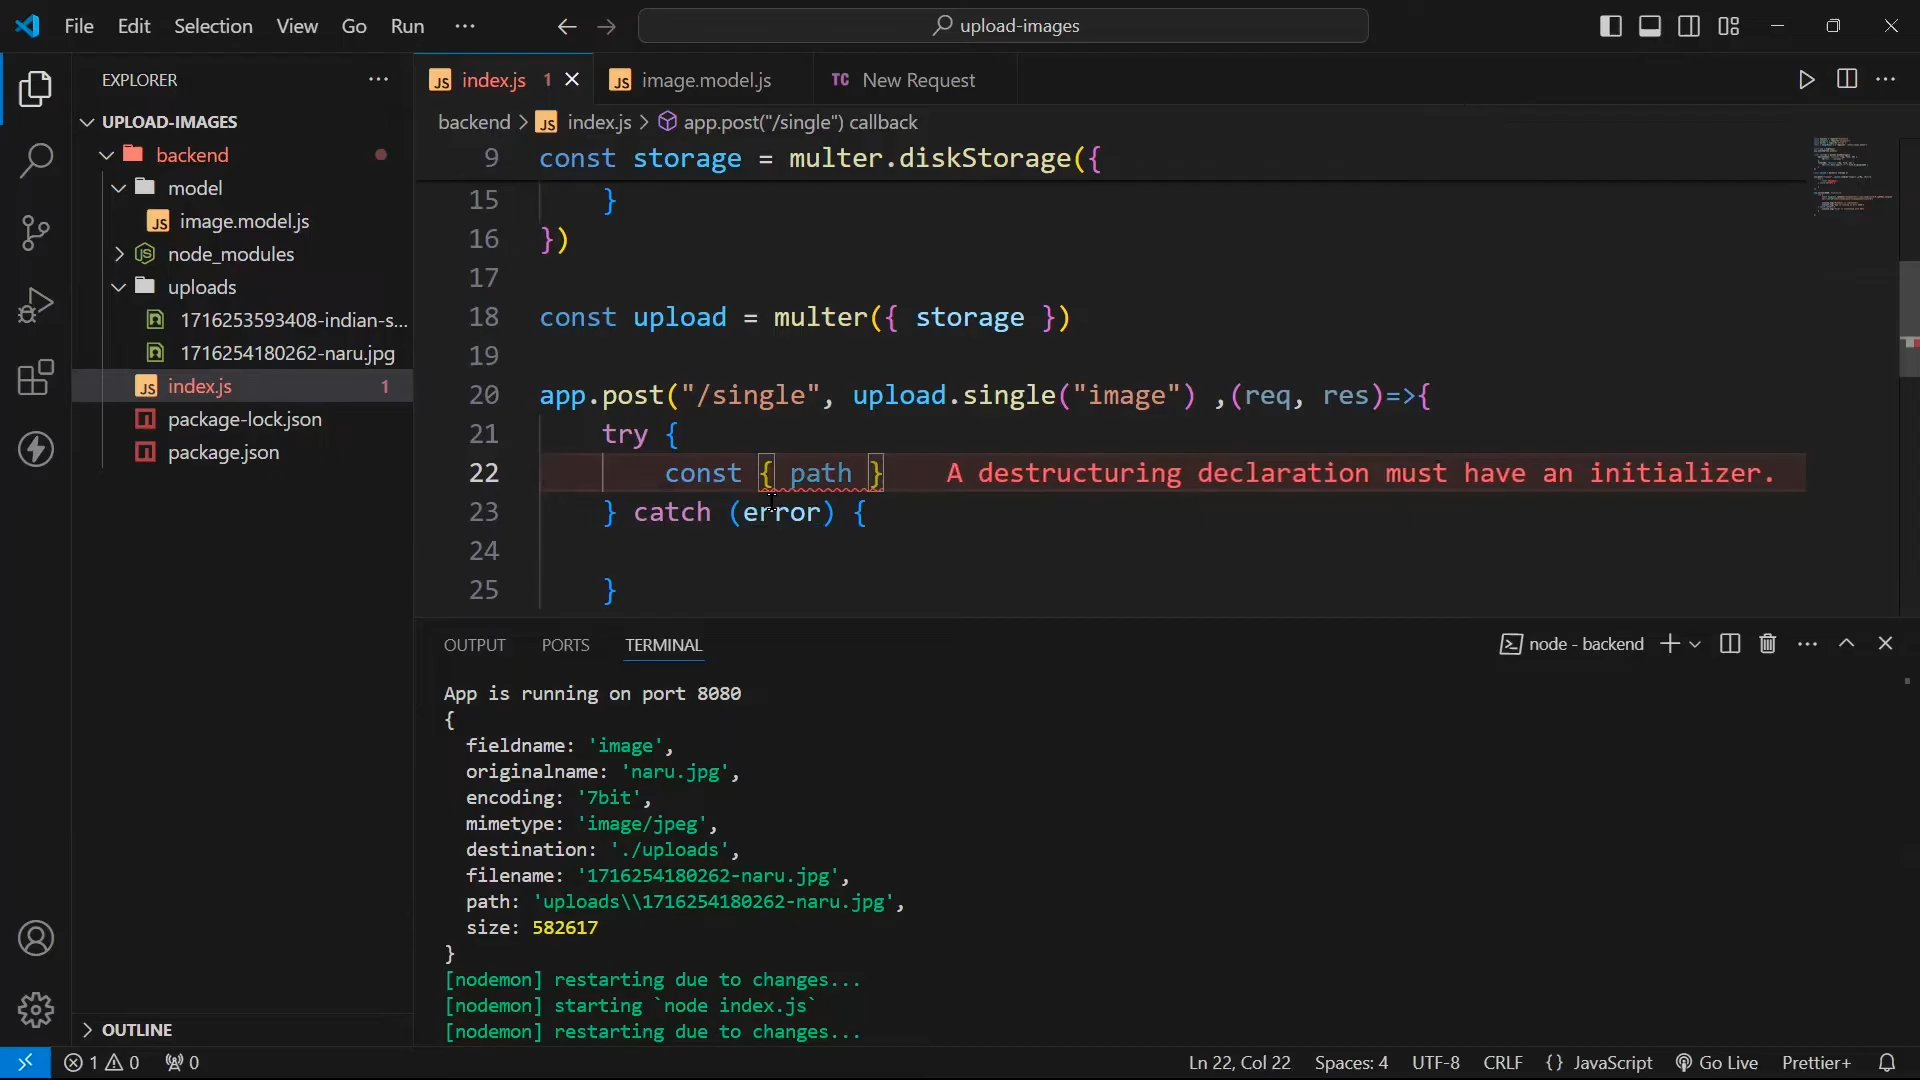 File Edit Selection View Go Run ···
upload-images
EXPLORER ···
UPLOAD-IMAGES
backend
model
JS image.model.js
node_modules
uploads
1716253593408-indian-s...
1716254180262-naru.jpg
JS index.js 1
package-lock.json
package.json
OUTLINE
JS index.js 1 JS image.model.js TC New Request
backend > JS index.js > app.post("/single") callback
9 const storage = multer.diskStorage({
15 }
16 })
17
18 const upload = multer({ storage })
19
20 app.post("/single", upload.single("image") ,(req, res)=>{
21 try {
22 const { path } A destructuring declaration must have an initializer.
23 } catch (error) {
24
25 }
OUTPUT PORTS TERMINAL node - backend
App is running on port 8080
{
fieldname: 'image',
originalname: 'naru.jpg',
encoding: '7bit',
mimetype: 'image/jpeg',
destination: './uploads',
filename: '1716254180262-naru.jpg',
path: 'uploads\\1716254180262-naru.jpg',
size: 582617
}
[nodemon] restarting due to changes...
[nodemon] starting `node index.js`
[nodemon] restarting due to changes...
1 0 0 Ln 22, Col 22 Spaces: 4 UTF-8 CRLF {} JavaScript Go Live Prettier+